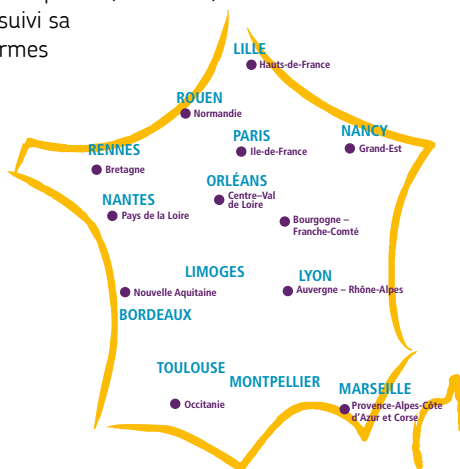 suivi sa
rmes
LILLE
Hauts-de-France
ROUEN
Normandie
PARIS
Ile-de-France
NANCY
Grand-Est
RENNES
Bretagne
ORLÉANS
Centre–Val
de Loire
NANTES
Pays de la Loire
Bourgogne –
Franche-Comté
LIMOGES
LYON
Nouvelle Aquitaine
Auvergne – Rhône-Alpes
BORDEAUX
TOULOUSE
MONTPELLIER
MARSEILLE
Occitanie
Provence-Alpes-Côte
d'Azur et Corse